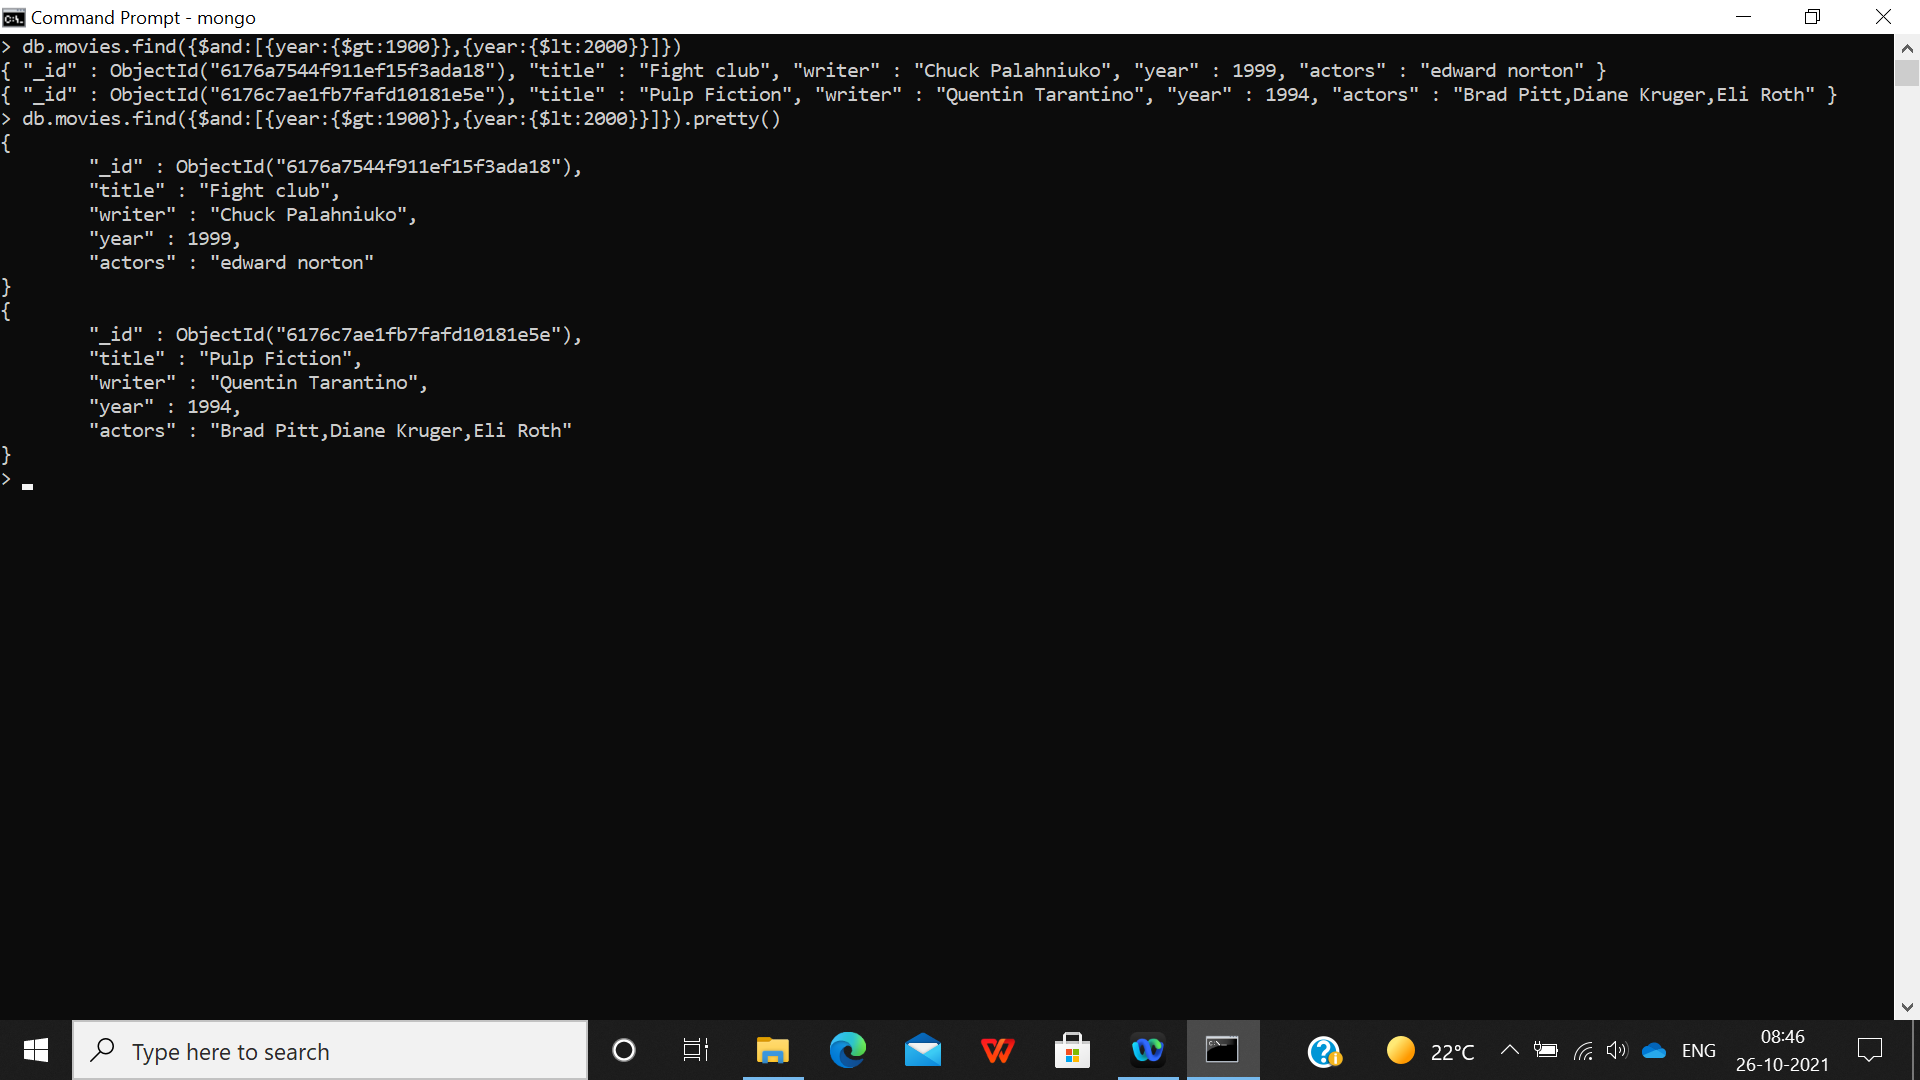 Command Prompt - mongo
> db.movies.find({$and:[{year:{$gt:1900}},{year:{$lt:2000}}]})
{ "_id" : ObjectId("6176a7544f911ef15f3ada18"), "title" : "Fight club", "writer" : "Chuck Palahniuko", "year" : 1999, "actors" : "edward norton" }
{ "_id" : ObjectId("6176c7ae1fb7fafd10181e5e"), "title" : "Pulp Fiction", "writer" : "Quentin Tarantino", "year" : 1994, "actors" : "Brad Pitt,Diane Kruger,Eli Roth" }
> db.movies.find({$and:[{year:{$gt:1900}},{year:{$lt:2000}}]}).pretty()
{
        "_id" : ObjectId("6176a7544f911ef15f3ada18"),
        "title" : "Fight club",
        "writer" : "Chuck Palahniuko",
        "year" : 1999,
        "actors" : "edward norton"
}
{
        "_id" : ObjectId("6176c7ae1fb7fafd10181e5e"),
        "title" : "Pulp Fiction",
        "writer" : "Quentin Tarantino",
        "year" : 1994,
        "actors" : "Brad Pitt,Diane Kruger,Eli Roth"
}
>
Type here to search
22°C
ENG
08:46
26-10-2021